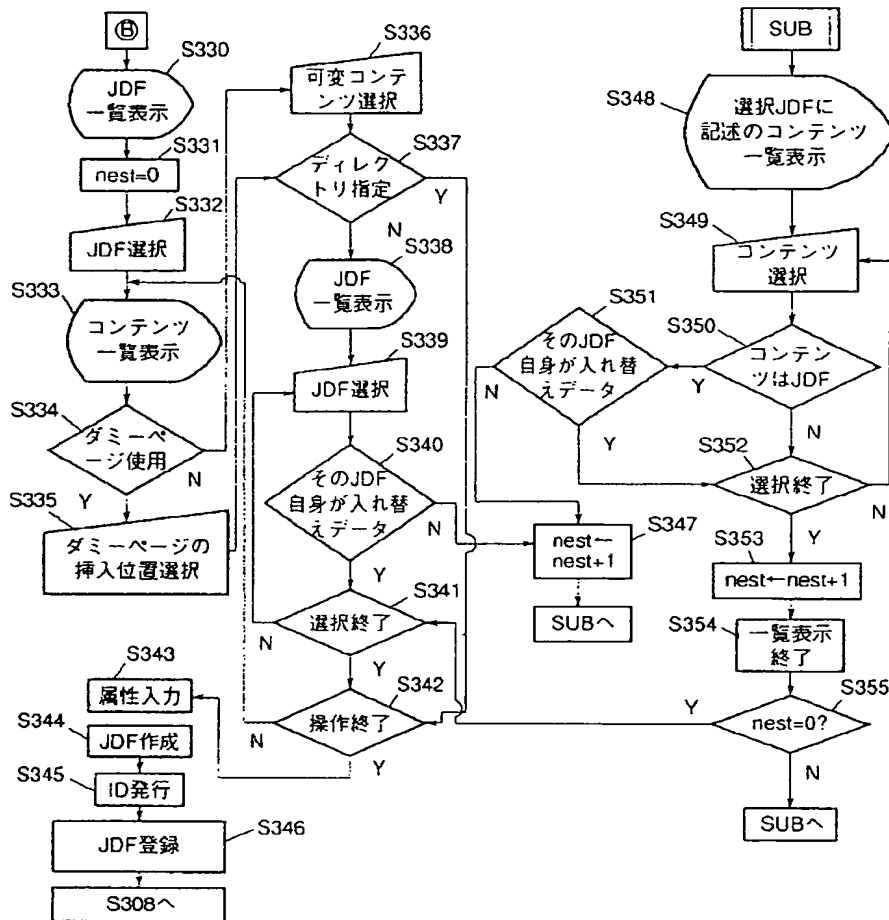 B
S330
JDF
一覧表示
S331
nest=0
S332
JDF選択
S333
コンテンツ
一覧表示
S334
ダミーペ
ージ使用
N
Y
S335
ダミーページの
挿入位置選択
S336
可変コンテ
ンツ選択
S337
ディレク
トリ指定
Y
N
S338
JDF
一覧表示
S339
JDF選択
S340
そのJDF
自身が入れ替
えデータ
N
Y
S341
選択終了
N
Y
S342
操作終了
N
Y
S343
属性入力
S344
JDF作成
S345
ID発行
S346
JDF登録
S308へ
S347
nest←
nest+1
SUBへ
SUB
S348
選択JDFに
記述のコンテンツ
一覧表示
S349
コンテンツ
選択
S350
コンテン
ツはJDF
Y
N
S351
そのJDF
自身が入れ替
えデータ
N
Y
S352
選択終了
N
Y
S353
nest←nest+1
S354
一覧表示
終了
S355
nest=0?
Y
N
SUBへ